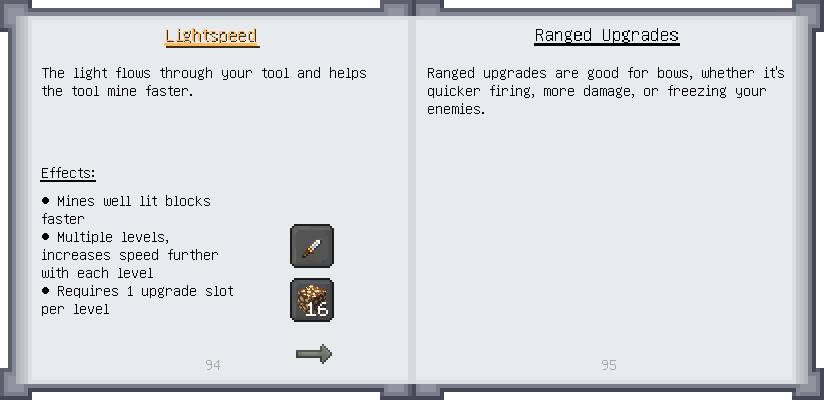 Lightspeed
The light flows through your tool and helps
the tool mine faster.
Effects:
● Mines well lit blocks
faster
● Multiple levels,
increases speed further
with each level
● Requires 1 upgrade slot
per level
16
94
Ranged Upgrades
Ranged upgrades are good for bows, whether it's
quicker firing, more damage, or freezing your
enemies.
95